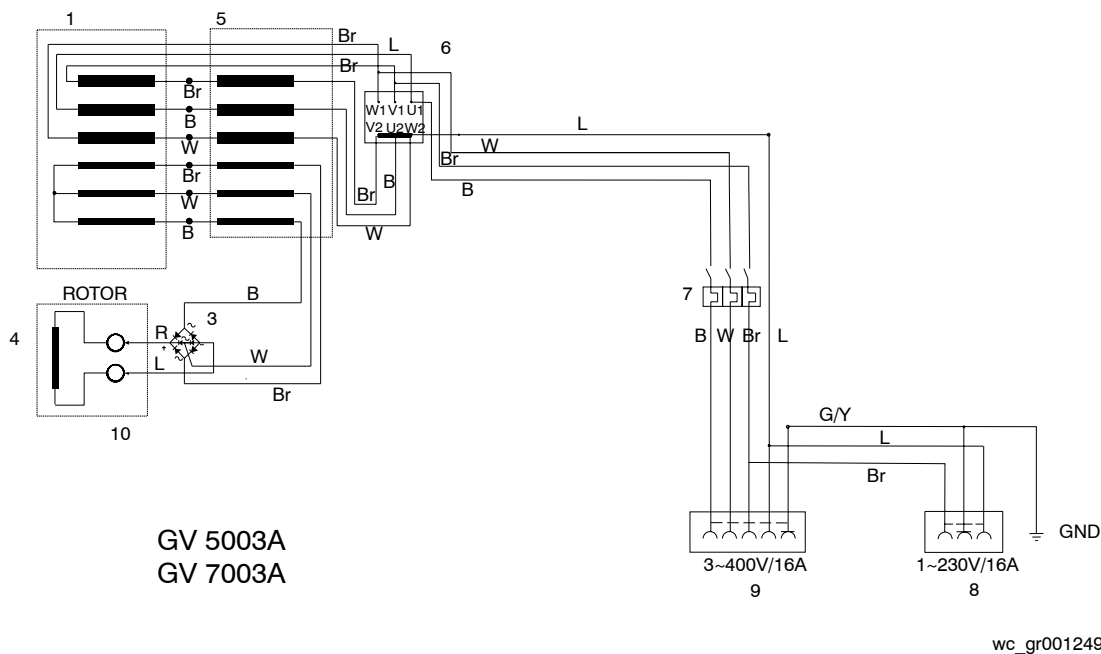 1
5
Br
L
6
Br
Br
B
W
Br
W
B
W1 V1 U1
V2 U2 W2
L
W
Br
B
B
Br
W
ROTOR
B
3
4
R
+
-
L
W
Br
10
7
B W Br L
G/Y
L
Br
GND
3~400V/16A
1~230V/16A
9
8
GV 5003A
GV 7003A
wc_gr001249